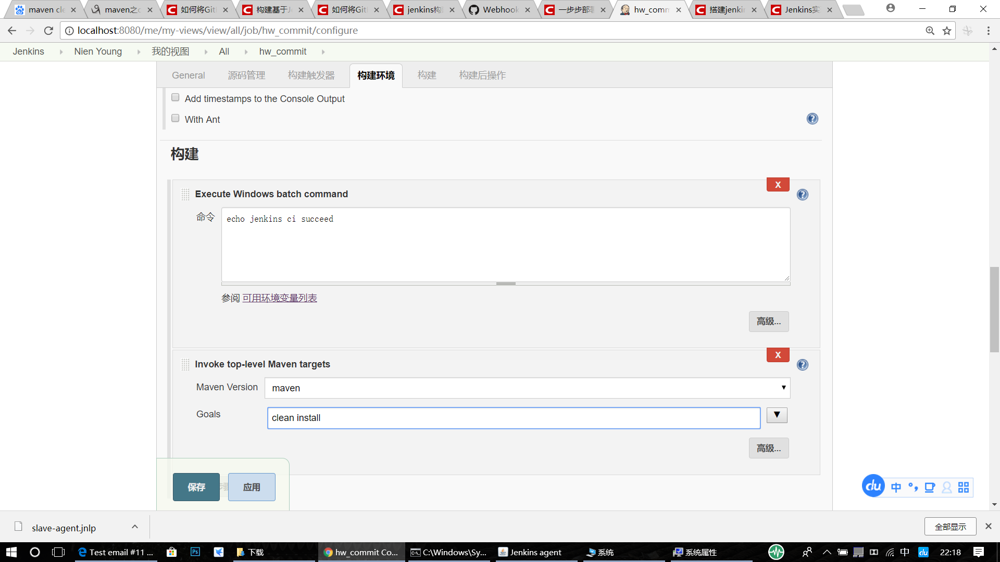 maven cle
maven之c
如何将Gitl
构建基于J
如何将Gitl
jenkins构
Webhook
一步步部署
hw_comm
搭建jenkin
Jenkins实
localhost:8080/me/my-views/view/all/job/hw_commit/configure
Jenkins
Nien Young
我的视图
All
hw_commit
General
源码管理
构建触发器
构建环境
构建
构建后操作
Add timestamps to the Console Output
With Ant
构建
X
Execute Windows batch command
命令
echo jenkins ci succeed
参阅 可用环境变量列表
高级...
X
Invoke top-level Maven targets
Maven Version
maven
Goals
clean install
高级...
保存
应用
du 中
slave-agent.jnlp
全部显示
Test email #11 ...
Ps
下载
hw_commit Co...
C:\Windows\Sy...
Jenkins agent
系统
系统属性
中
du
22:18